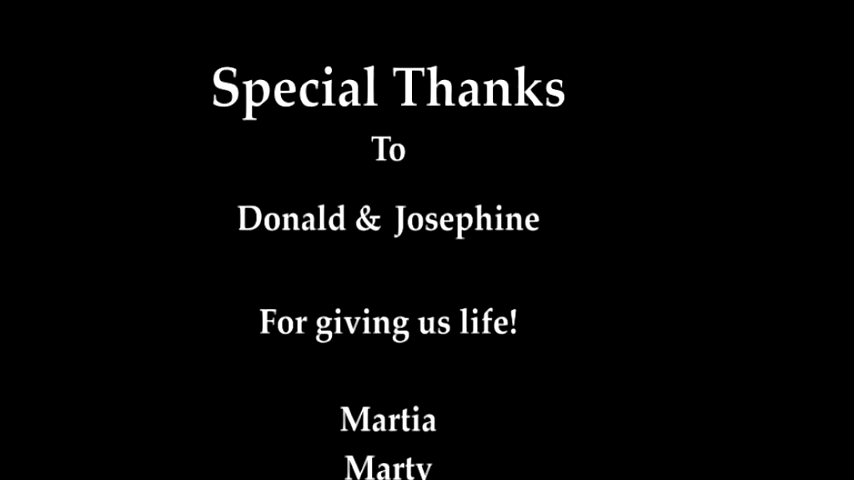 Special Thanks
To
Donald & Josephine
For giving us life!
Martia
Marty